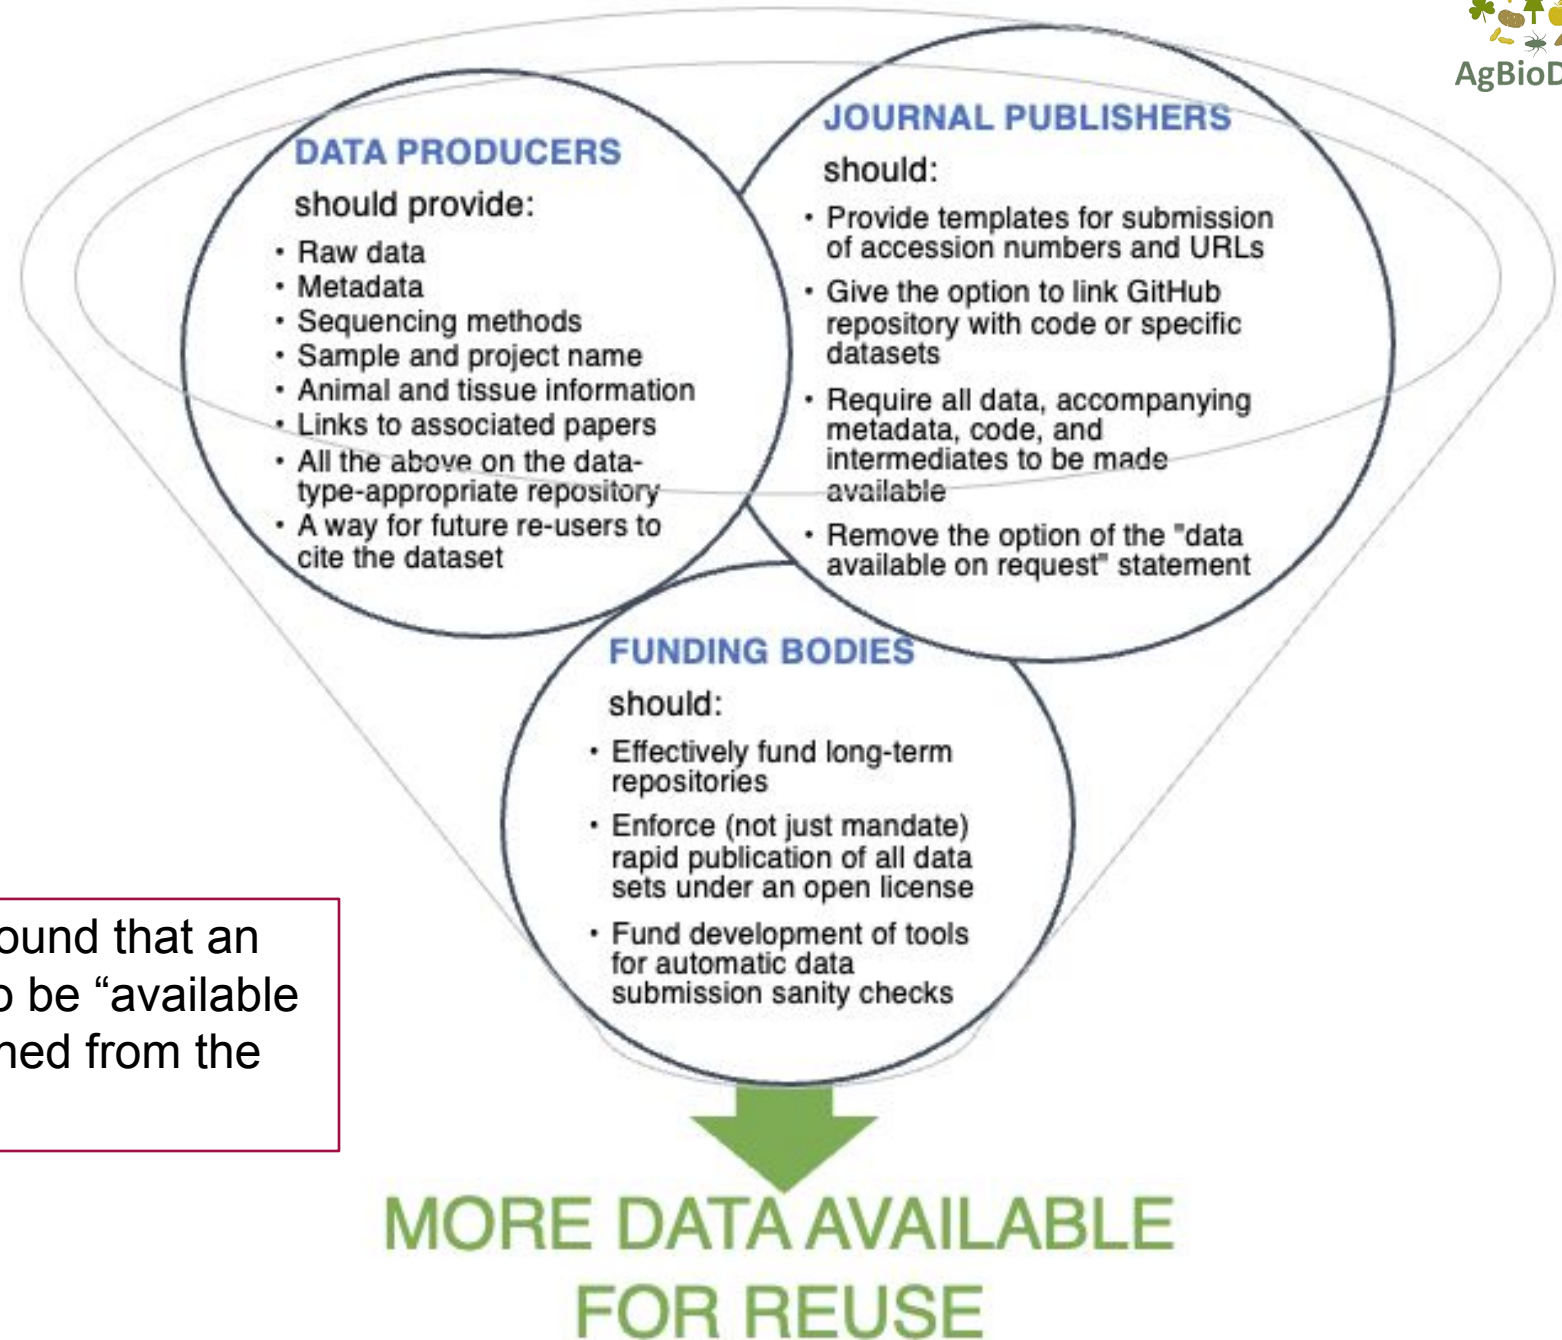 AgBioD
DATA PRODUCERS
should provide:
• Raw data
• Metadata
• Sequencing methods
• Sample and project name
• Animal and tissue information
• Links to associated papers
• All the above on the data-
type-appropriate repository
• A way for future re-users to
cite the dataset
JOURNAL PUBLISHERS
should:
• Provide templates for submission
of accession numbers and URLs
• Give the option to link GitHub
repository with code or specific
datasets
• Require all data, accompanying
metadata, code, and
intermediates to be made
available
• Remove the option of the "data
available on request" statement
FUNDING BODIES
should:
• Effectively fund long-term
repositories
• Enforce (not just mandate)
rapid publication of all data
sets under an open license
• Fund development of tools
for automatic data
submission sanity checks
ound that an
o be “available
ned from the
MORE DATA AVAILABLE
FOR REUSE